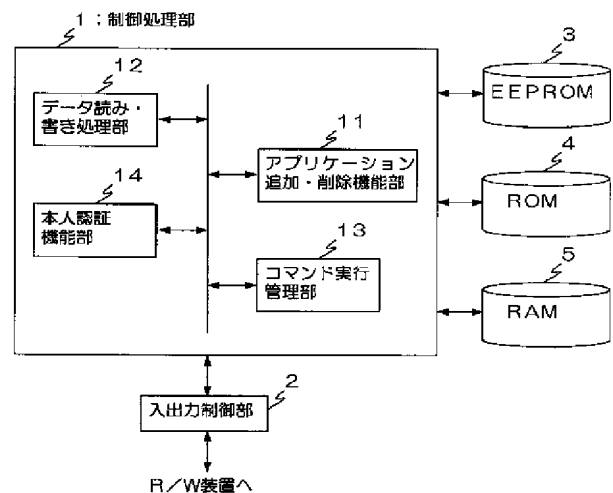 1；制御処理部
12
データ読み・
書き処理部
11
アプリケーション
追加・削除機能部
14
本人認証
機能部
13
コマンド実行
管理部
3
EEPROM
4
ROM
5
RAM
2
入出力制御部
R／W装置へ